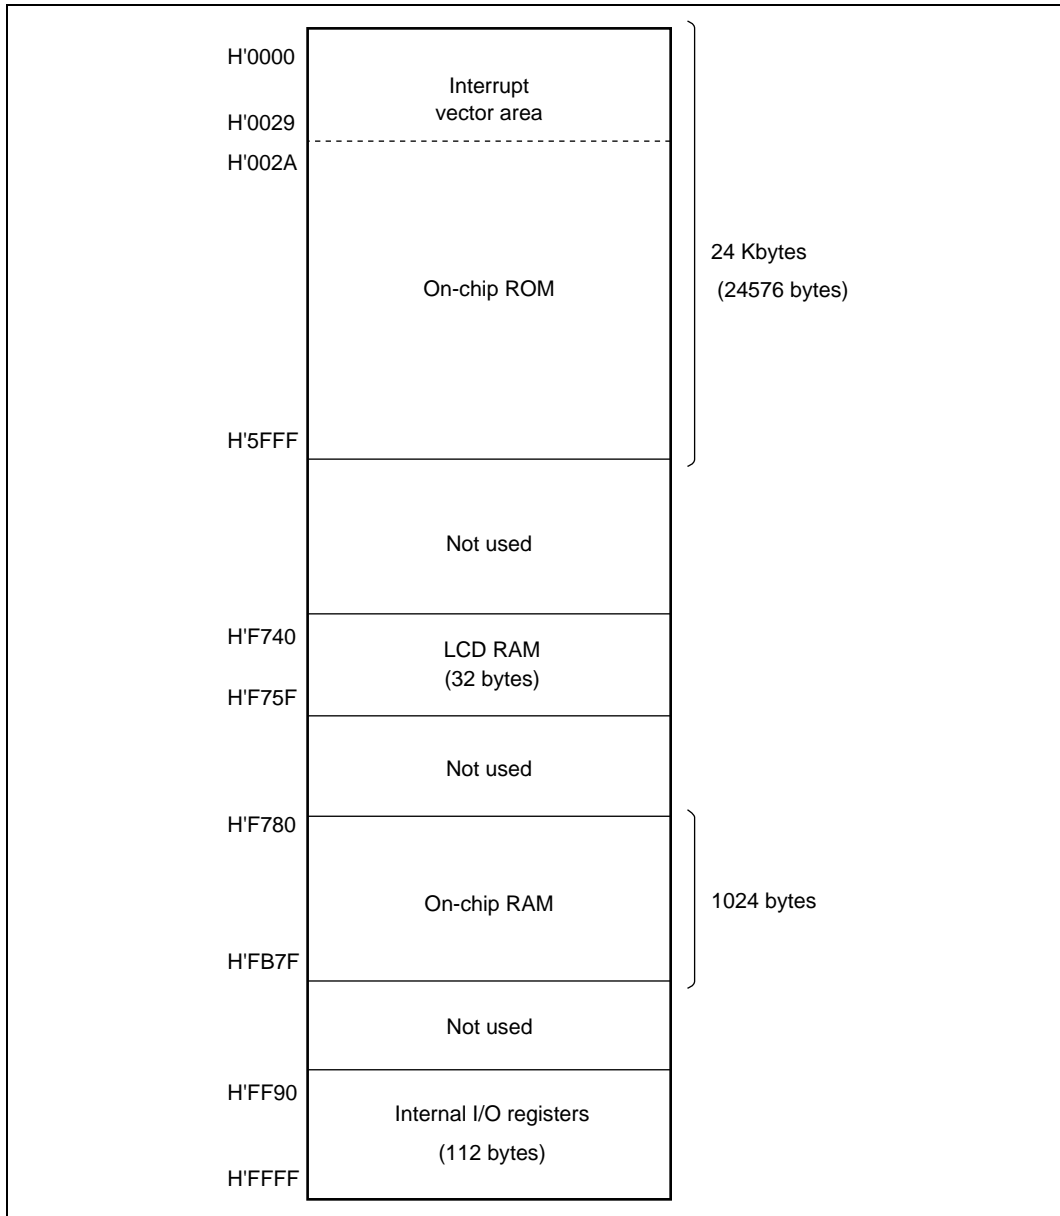 H'0000
Interrupt
vector area
H'0029
H'002A
24 Kbytes
(24576 bytes)
On-chip ROM
H'5FFF
Not used
H'F740
LCD RAM
(32 bytes)
H'F75F
Not used
H'F780
On-chip RAM
1024 bytes
H'FB7F
Not used
H'FF90
Internal I/O registers
(112 bytes)
H'FFFF